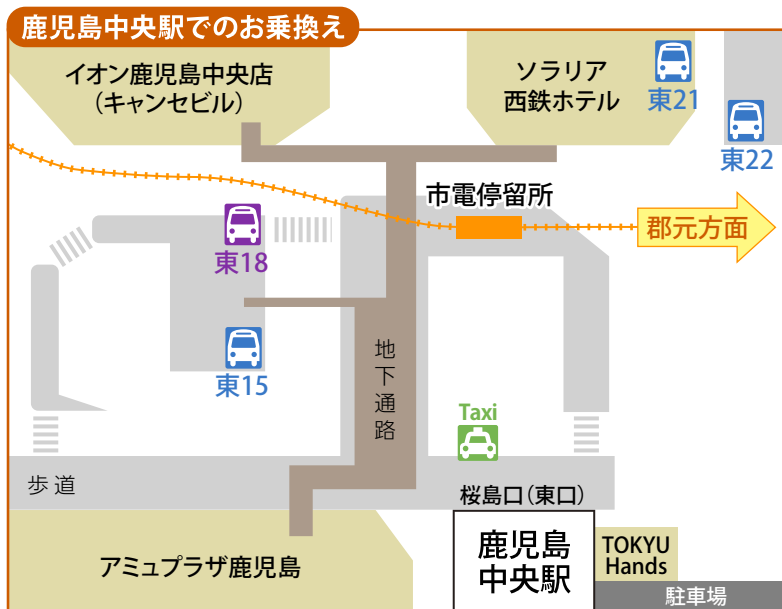 鹿児島中央駅でのお乗換え
イオン鹿児島中央店
(キャンセビル)
ソラリア
西鉄ホテル
東21
東22
市電停留所
郡元方面
東18
東15
地下通路
Taxi
歩道
桜島口(東口)
アミュプラザ鹿児島
鹿児島
中央駅
TOKYU
Hands
駐車場